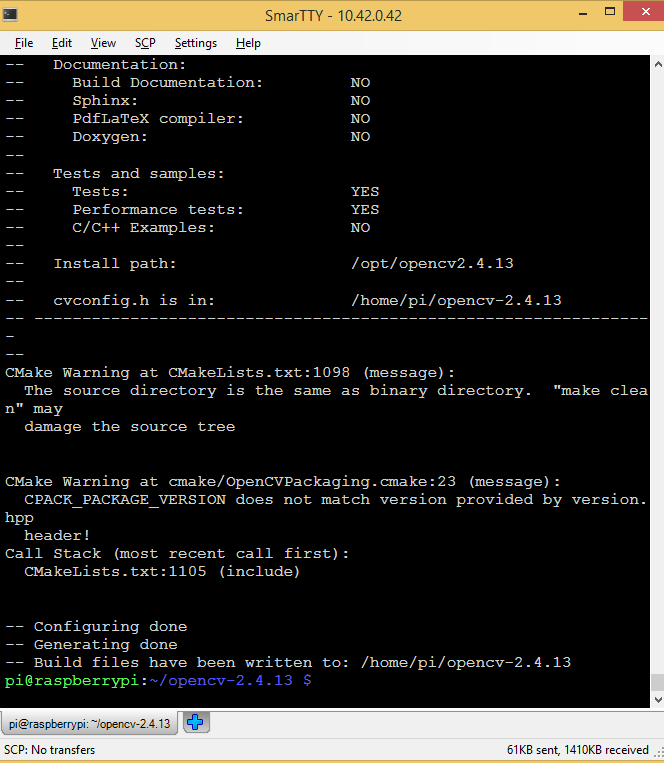 SmarTTY - 10.42.0.42
File Edit View SCP Settings Help
--   Documentation:
--     Build Documentation:         NO
--     Sphinx:                      NO
--     PdfLaTeX compiler:           NO
--     Doxygen:                     NO
--
--   Tests and samples:
--     Tests:                       YES
--     Performance tests:           YES
--     C/C++ Examples:              NO
--
--   Install path:                  /opt/opencv2.4.13
--
--   cvconfig.h is in:              /home/pi/opencv-2.4.13
-- ----------------------------------------------------------------
-
--
CMake Warning at CMakeLists.txt:1098 (message):
  The source directory is the same as binary directory.  "make clea
n" may
  damage the source tree
CMake Warning at cmake/OpenCVPackaging.cmake:23 (message):
  CPACK_PACKAGE_VERSION does not match version provided by version.
hpp
  header!
Call Stack (most recent call first):
  CMakeLists.txt:1105 (include)
-- Configuring done
-- Generating done
-- Build files have been written to: /home/pi/opencv-2.4.13
pi@raspberrypi:~/opencv-2.4.13 $
pi@raspberrypi: ~/opencv-2.4.13
SCP: No transfers 61KB sent, 1410KB received